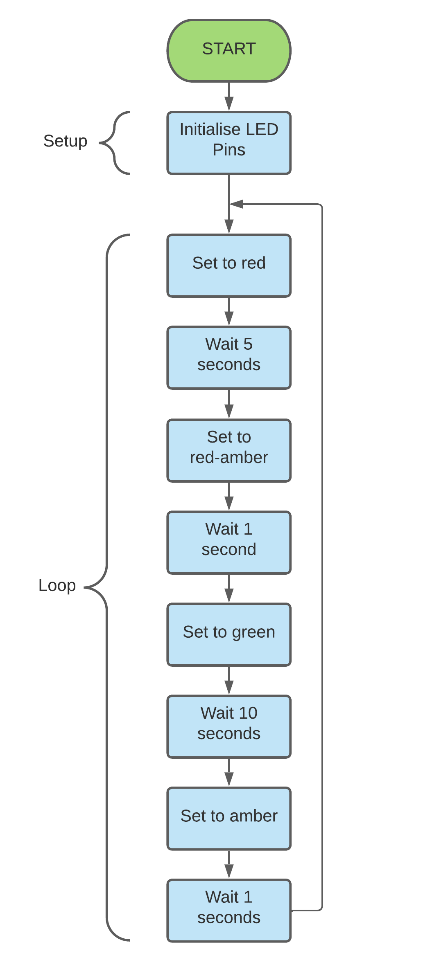 START
Setup
Initialise LED
Pins
Set to red
Wait 5
seconds
Set to
red-amber
Wait 1
second
Loop
Set to green
Wait 10
seconds
Set to amber
Wait 1
seconds